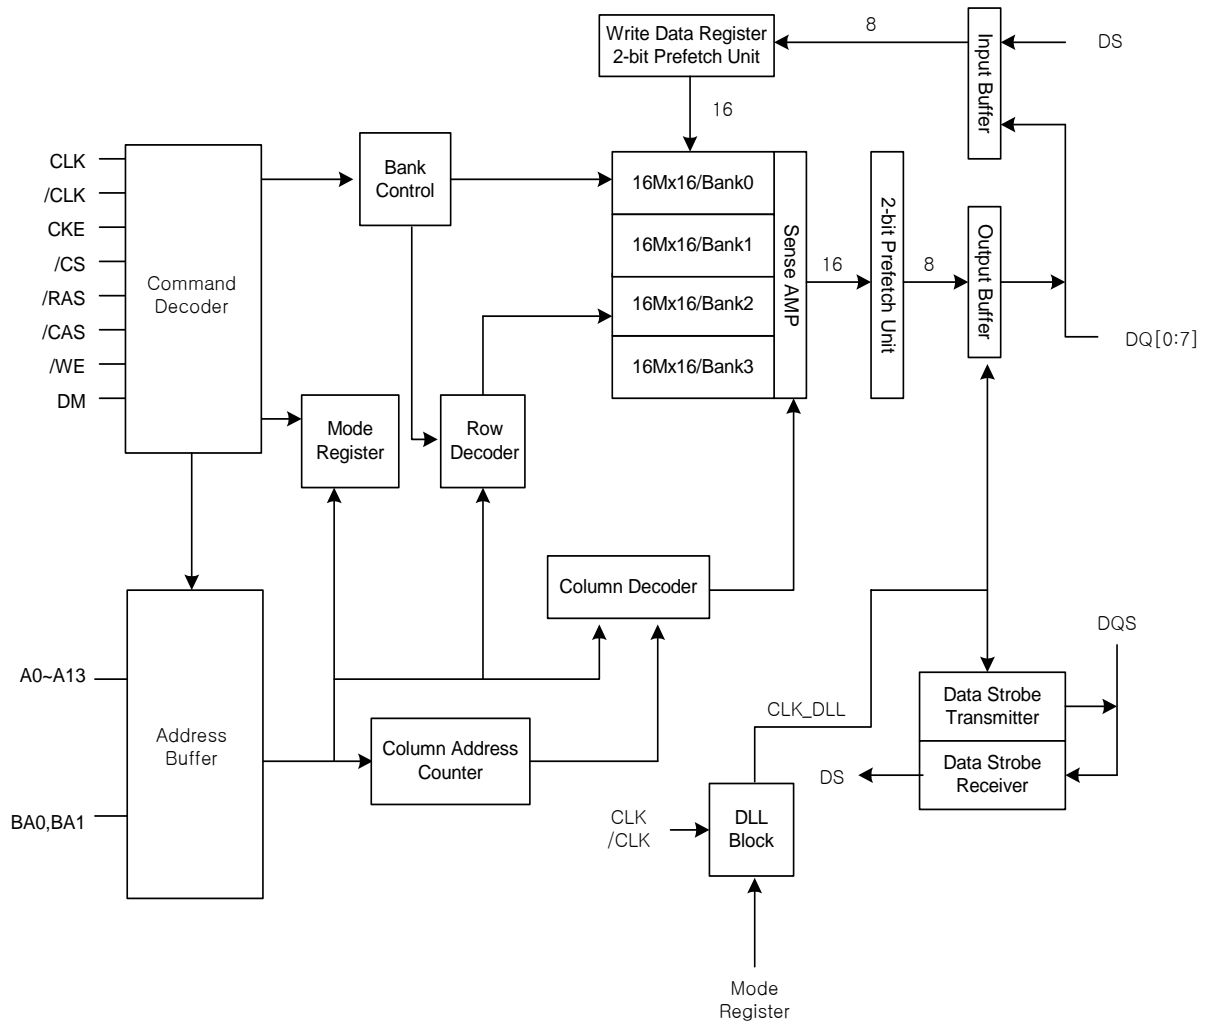 Write Data Register
2-bit Prefetch Unit
8
Input Buffer
DS
16
CLK
/CLK
CKE
/CS
/RAS
/CAS
/WE
DM
Command
Decoder
Bank
Control
16Mx16/Bank0
16Mx16/Bank1
16Mx16/Bank2
16Mx16/Bank3
Sense AMP
16
2-bit Prefetch Unit
8
Output Buffer
DQ[0:7]
Mode
Register
Row
Decoder
Column Decoder
A0~A13
BA0,BA1
Address
Buffer
Column Address
Counter
CLK_DLL
CLK
/CLK
DLL
Block
Mode
Register
DQS
Data Strobe
Transmitter
Data Strobe
Receiver
DS